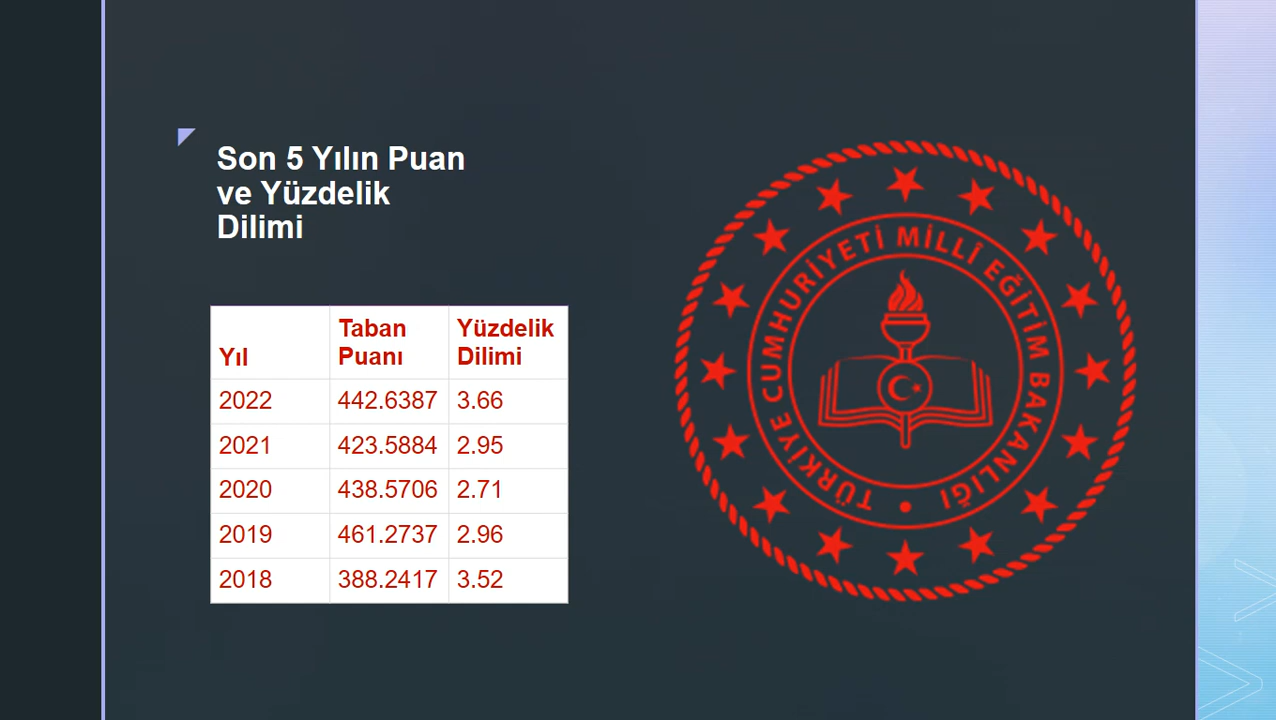 Son 5 Yılın Puan
ve Yüzdelik
Dilimi
Yıl Taban Puanı Yüzdelik Dilimi
2022 442.6387 3.66
2021 423.5884 2.95
2020 438.5706 2.71
2019 461.2737 2.96
2018 388.2417 3.52
TÜRKİYE CUMHURİYETİ MİLLÎ EĞİTİM BAKANLIĞI